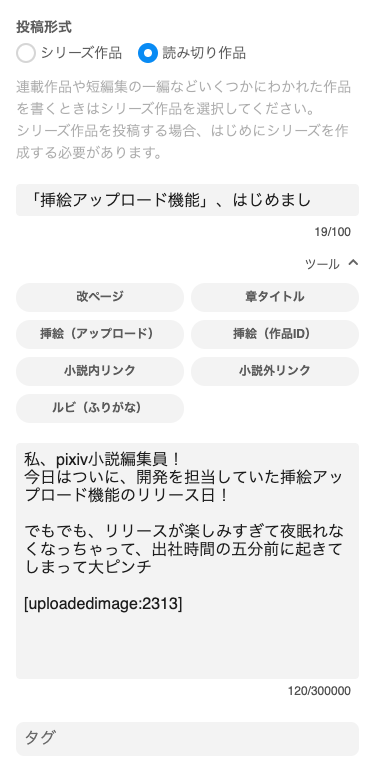 投稿形式
シリーズ作品 読み切り作品
連載作品や短編集の一編などいくつかにわかれた作品
を書くときはシリーズ作品を選択してください。
シリーズ作品を投稿する場合、はじめにシリーズを作
成する必要があります。
「挿絵アップロード機能」、はじめまし
19/100
ツール
改ページ 章タイトル
挿絵（アップロード） 挿絵（作品ID）
小説内リンク 小説外リンク
ルビ（ふりがな）
私、pixiv小説編集員！
今日はついに、開発を担当していた挿絵アッ
プロード機能のリリース日！
でもでも、リリースが楽しみすぎて夜眠れな
くなっちゃって、出社時間の五分前に起きて
しまって大ピンチ
[uploadedimage:2313]
120/300000
タグ